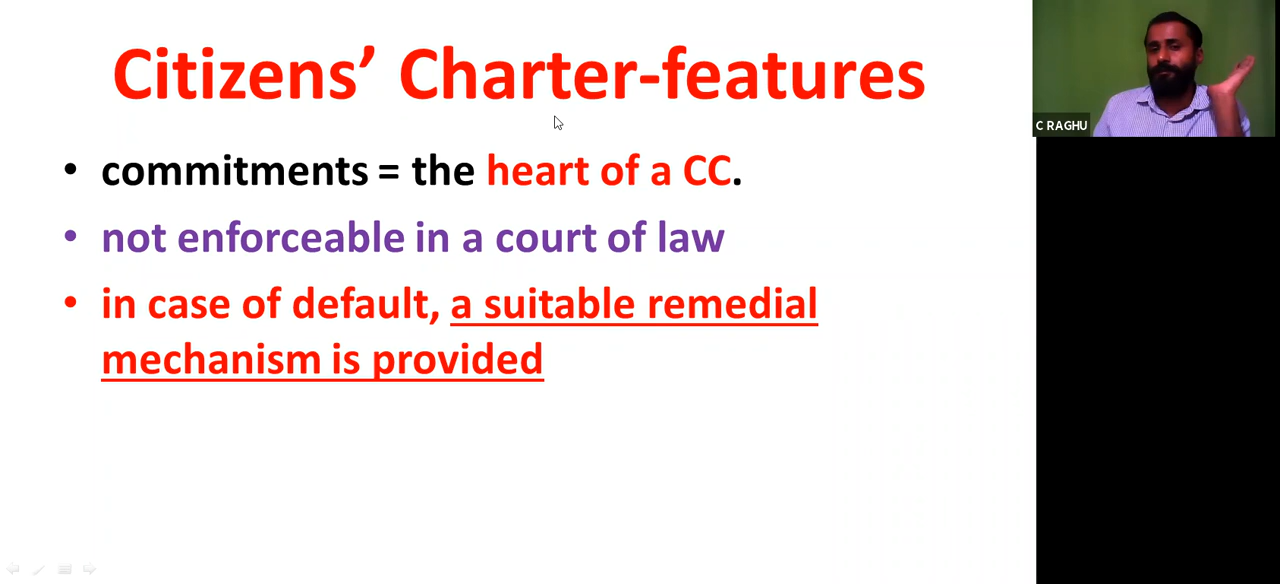 Citizens’ Charter-features
C RAGHU
• commitments = the heart of a CC.
• not enforceable in a court of law
• in case of default, a suitable remedial
mechanism is provided